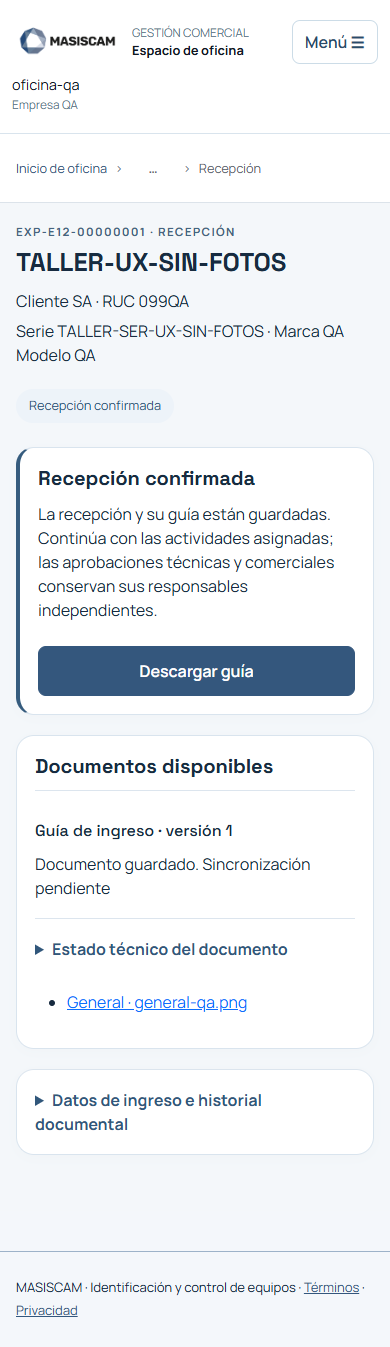 MASISCAM
GESTIÓN COMERCIAL
Espacio de oficina
Menú ☰
oficina-qa
Empresa QA
Inicio de oficina › … › Recepción
EXP-E12-00000001 · RECEPCIÓN
TALLER-UX-SIN-FOTOS
Cliente SA · RUC 099QA
Serie TALLER-SER-UX-SIN-FOTOS · Marca QA
Modelo QA
Recepción confirmada
Recepción confirmada
La recepción y su guía están guardadas.
Continúa con las actividades asignadas;
las aprobaciones técnicas y comerciales
conservan sus responsables
independientes.
Descargar guía
Documentos disponibles
Guía de ingreso · versión 1
Documento guardado. Sincronización
pendiente
▶ Estado técnico del documento
• General · general-qa.png
▶ Datos de ingreso e historial
documental
MASISCAM · Identificación y control de equipos · Términos ·
Privacidad